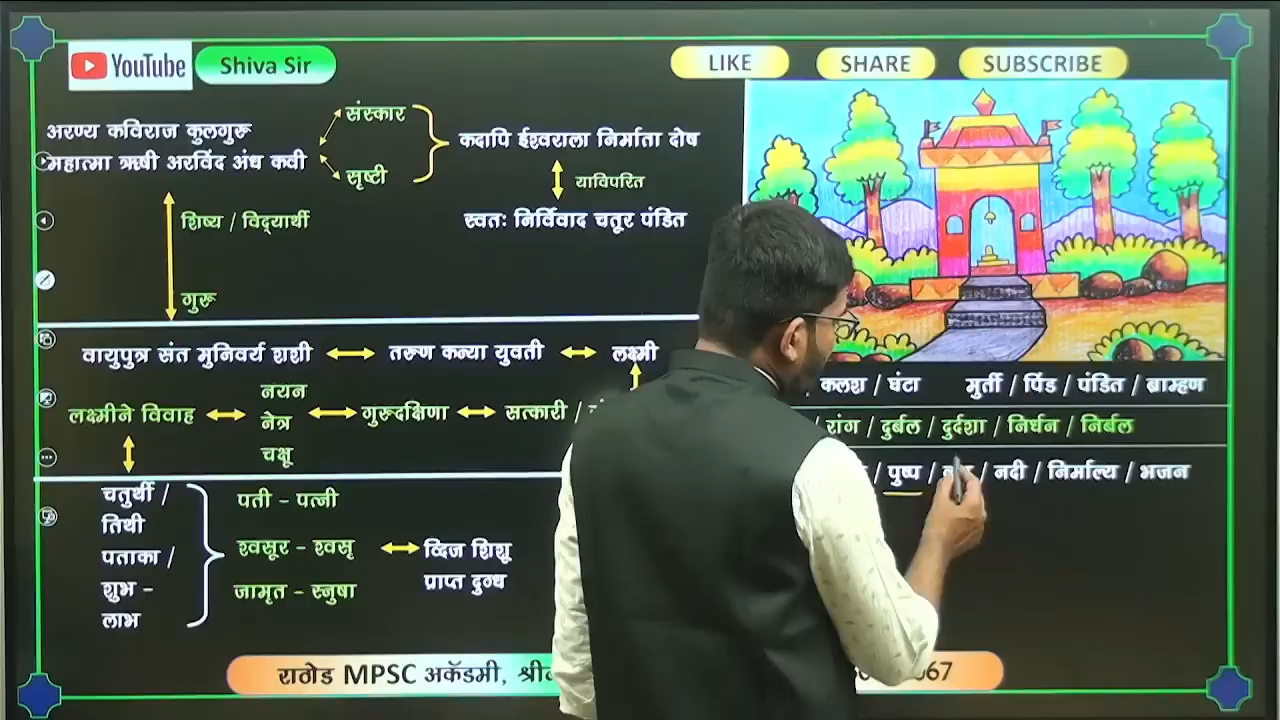 YouTube
Shiva Sir
LIKE
SHARE
SUBSCRIBE
अरण्य कविराज कुलगुरू
महात्मा ऋषी अरविंद अंध कवी
संस्कार
सृष्टी
कदापि ईश्वराला निर्माता दोष
याविपरित
स्वतः निर्विवाद चतूर पंडित
शिष्य / विद्यार्थी
गुरू
वायुपुत्र संत मुनिवर्य शशी
तरूण कन्या युवती
लक्ष्मी
लक्ष्मीने विवाह
नयन
नेत्र
चक्षू
गुरूदक्षिणा
सत्कारी /
चतुर्थी /
तिथी
पताका /
शुभ -
लाभ
पती - पत्नी
श्वसूर - श्वसृ
जामृत - स्नुषा
व्दिज शिशू
प्राप्त दुग्ध
कलश / घंटा
मुर्ती / पिंड / पंडित / ब्राम्हण
रांग / दुर्बल / दुर्दशा / निर्धन / निर्बल
/ पुष्प / / नदी / निर्माल्य / भजन
राठोड MPSC अकॅडमी,
67